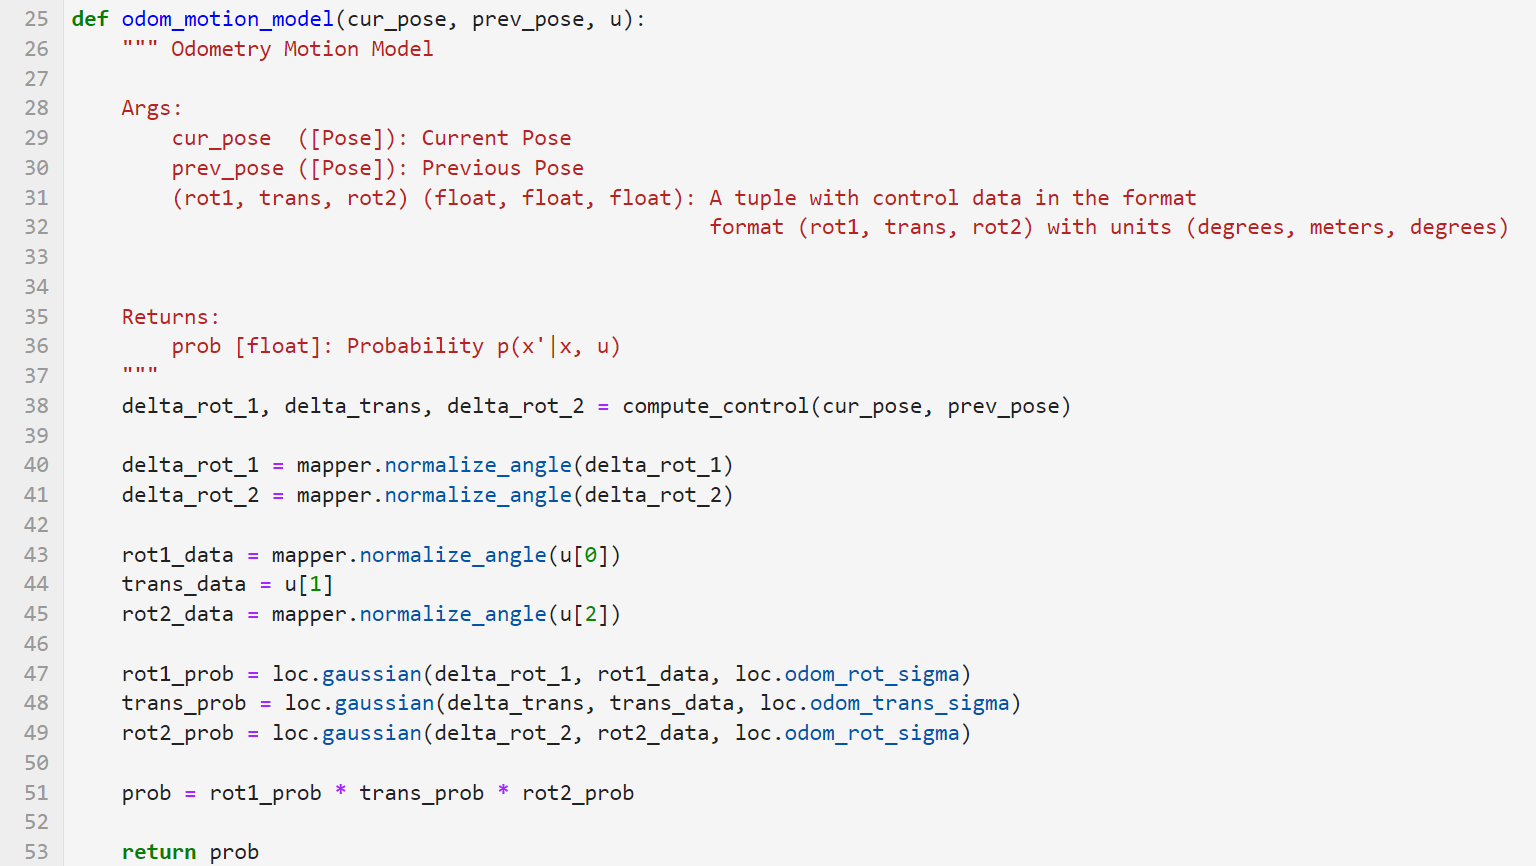 25 def odom_motion_model(cur_pose, prev_pose, u):
26     """ Odometry Motion Model
27
28     Args:
29         cur_pose  ([Pose]): Current Pose
30         prev_pose ([Pose]): Previous Pose
31         (rot1, trans, rot2) (float, float, float): A tuple with control data in the format
32                                                    format (rot1, trans, rot2) with units (degrees, meters, degrees)
33
34
35     Returns:
36         prob [float]: Probability p(x'|x, u)
37     """
38     delta_rot_1, delta_trans, delta_rot_2 = compute_control(cur_pose, prev_pose)
39
40     delta_rot_1 = mapper.normalize_angle(delta_rot_1)
41     delta_rot_2 = mapper.normalize_angle(delta_rot_2)
42
43     rot1_data = mapper.normalize_angle(u[0])
44     trans_data = u[1]
45     rot2_data = mapper.normalize_angle(u[2])
46
47     rot1_prob = loc.gaussian(delta_rot_1, rot1_data, loc.odom_rot_sigma)
48     trans_prob = loc.gaussian(delta_trans, trans_data, loc.odom_trans_sigma)
49     rot2_prob = loc.gaussian(delta_rot_2, rot2_data, loc.odom_rot_sigma)
50
51     prob = rot1_prob * trans_prob * rot2_prob
52
53     return prob